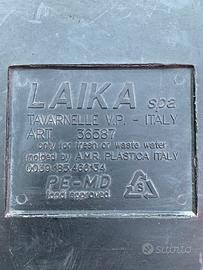 LAIKA spa
TAVARNELLE V.P. - ITALY
ART. 36587
only for fresh or waste water
molded by A.M.R. PLASTICA ITALY
PE-MD
food approved
subito